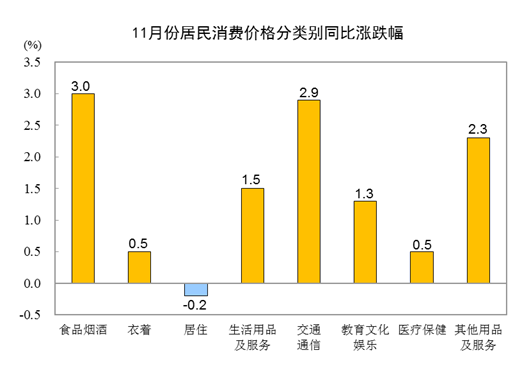 11月份居民消费价格分类别同比涨跌幅
(%)
3.5
3.0
2.5
2.0
1.5
1.0
0.5
0.0
-0.5
3.0
0.5
-0.2
1.5
2.9
1.3
0.5
2.3
食品烟酒
衣着
居住
生活用品
及服务
交通
通信
教育文化
娱乐
医疗保健
其他用品
及服务